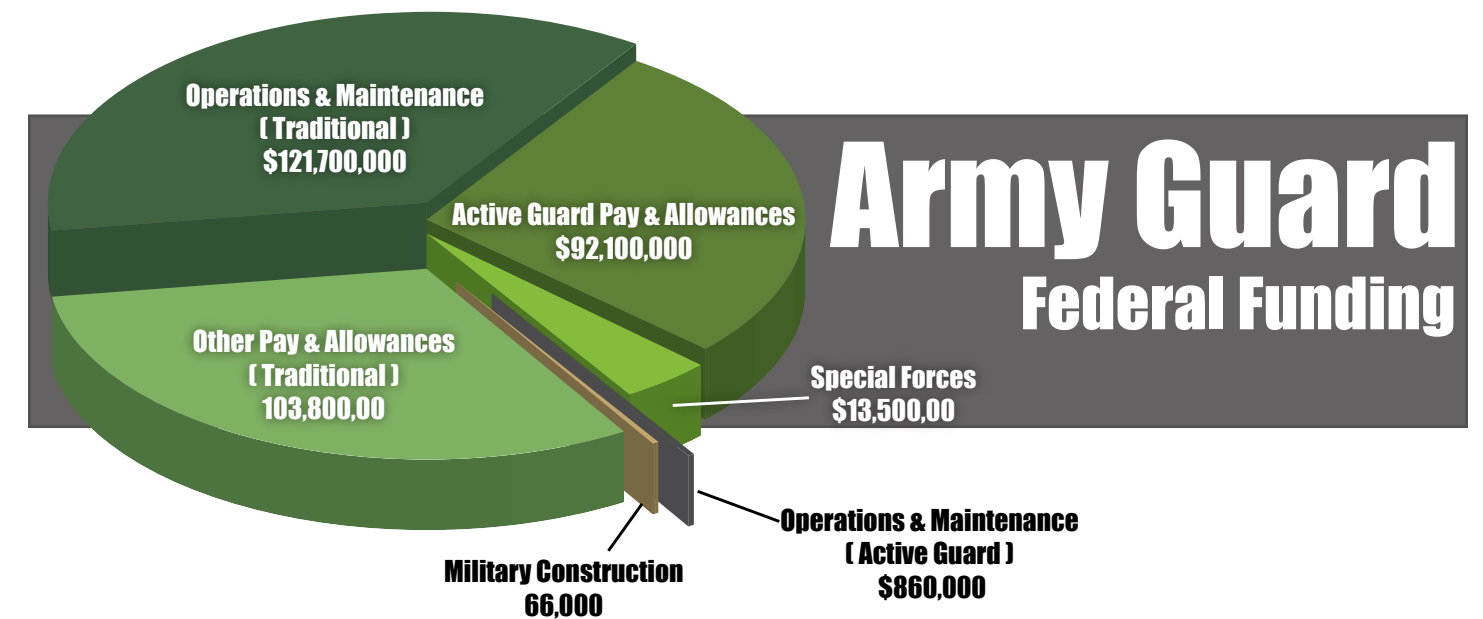 Operations & Maintenance
( Traditional )
$121,700,000
Active Guard Pay & Allowances
$92,100,000
Army Guard
Federal Funding
Other Pay & Allowances
( Traditional )
103,800,00
Special Forces
$13,500,00
Operations & Maintenance
( Active Guard )
$860,000
Military Construction
66,000